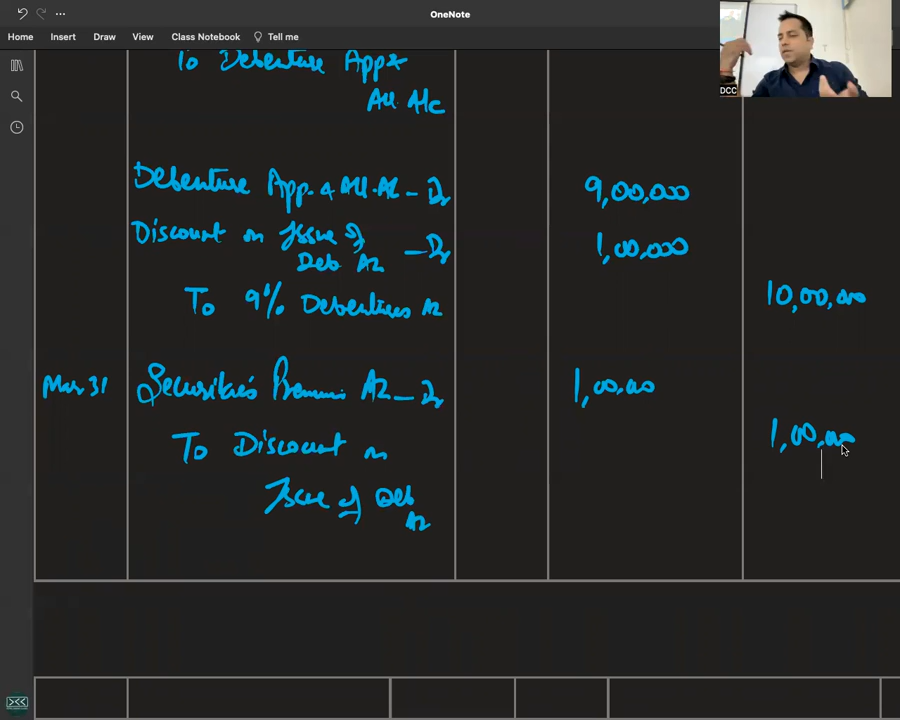 OneNote
Home Insert Draw View Class Notebook Tell me
DCC
To Debenture App &
All A/c
Debenture App. & All. A/c - Dr 9,00,000
Discount on Issue of
Deb A/c - Dr 1,00,000
To 9% Debentures A/c 10,00,000
Mar. 31 Securities Premium A/c - Dr 1,00,000
To Discount on 1,00,000
Issue of Deb
A/c